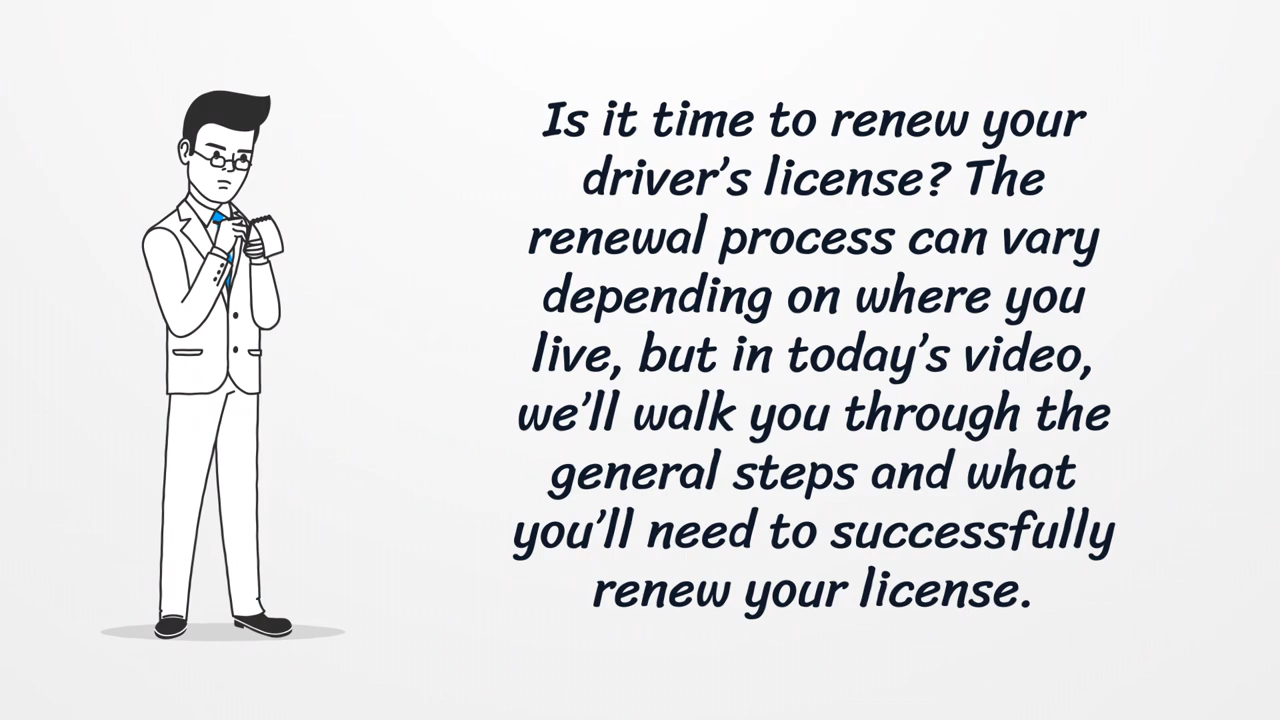 Is it time to renew your
driver’s license? The
renewal process can vary
depending on where you
live, but in today’s video,
we’ll walk you through the
general steps and what
you’ll need to successfully
renew your license.